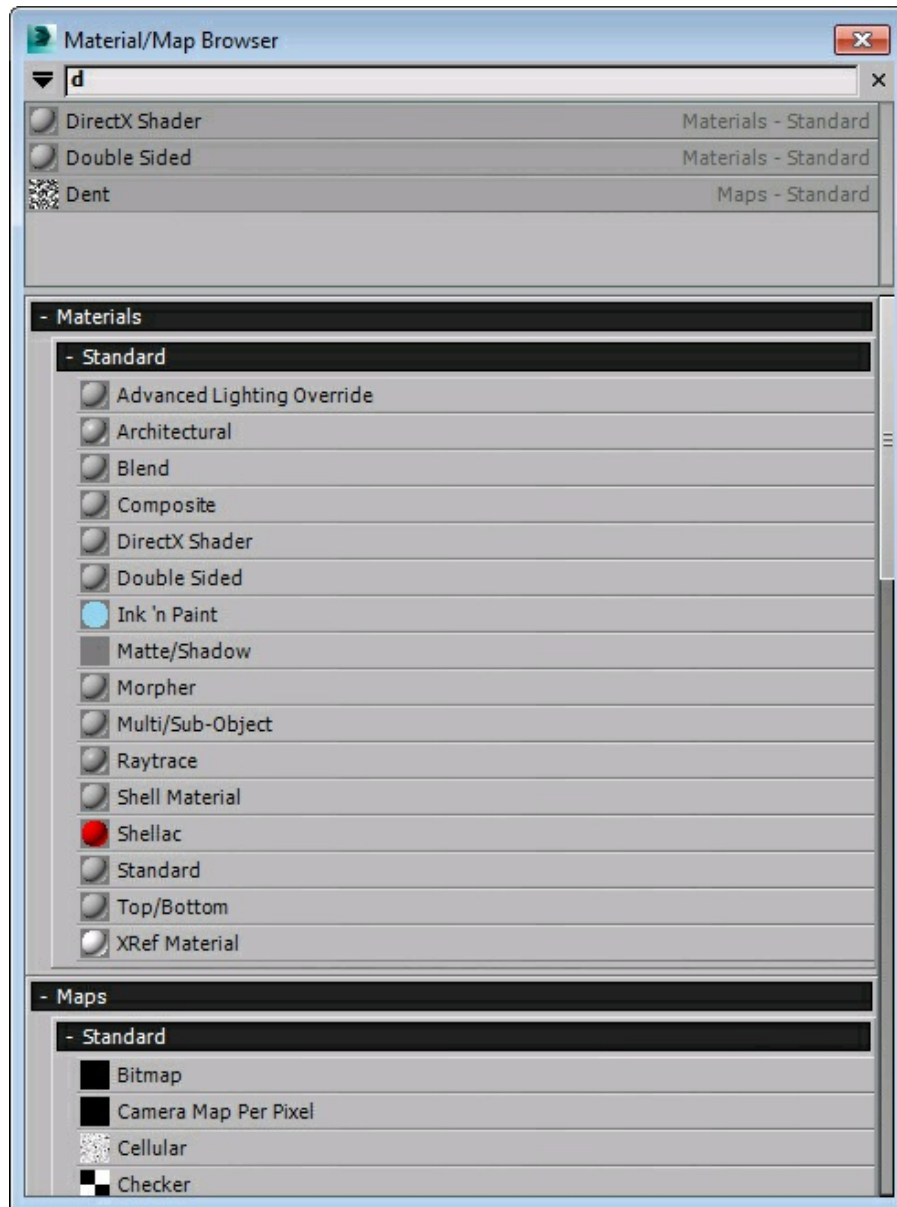 Material/Map Browser
d
DirectX Shader Materials - Standard
Double Sided Materials - Standard
Dent Maps - Standard
- Materials
- Standard
Advanced Lighting Override
Architectural
Blend
Composite
DirectX Shader
Double Sided
Ink 'n Paint
Matte/Shadow
Morpher
Multi/Sub-Object
Raytrace
Shell Material
Shellac
Standard
Top/Bottom
XRef Material
- Maps
- Standard
Bitmap
Camera Map Per Pixel
Cellular
Checker